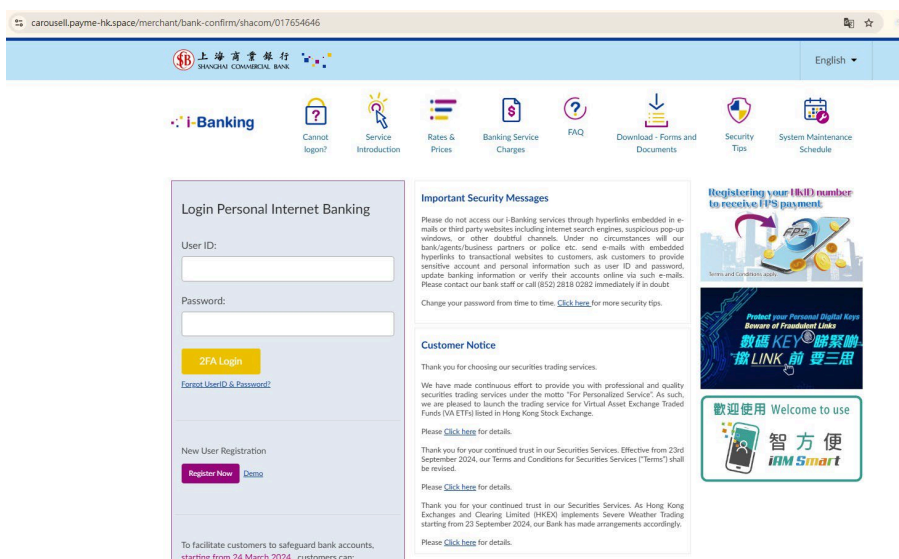 carousell.payme-hk.space/merchant/bank-confirm/shacom/017654646
上海商業銀行
SHANGHAI COMMERCIAL BANK
English
i-Banking
Cannot
logon?
Service
Introduction
Rates &
Prices
Banking Service
Charges
FAQ
Download - Forms and
Documents
Security
Tips
System Maintenance
Schedule
Login Personal Internet Banking
User ID:
Password:
2FA Login
Forgot UserID & Password?
New User Registration
Register Now Demo
To facilitate customers to safeguard bank accounts,
starting from 24 March 2024, customers can:
Important Security Messages
Please do not access our i-Banking services through hyperlinks embedded in e-
mails or third party websites including internet search engines, suspicious pop-up
windows, or other doubtful channels. Under no circumstances will our
bank/agents/business partners or police etc. send e-mails with embedded
hyperlinks to transactional websites to customers, ask customers to provide
sensitive account and personal information such as user ID and password,
update banking information or verify their accounts online via such e-mails.
Please contact our bank staff or call (852) 2818 0282 immediately if in doubt
Change your password from time to time. Click here for more security tips.
Customer Notice
Thank you for choosing our securities trading services.
We have made continuous effort to provide you with professional and quality
securities trading services under the motto "For Personalized Service". As such,
we are pleased to launch the trading service for Virtual Asset Exchange Traded
Funds (VA ETFs) listed in Hong Kong Stock Exchange.
Please Click here for details.
Thank you for your continued trust in our Securities Services. Effective from 23rd
September 2024, our Terms and Conditions for Securities Services ("Terms") shall
be revised.
Please Click here for details.
Thank you for your continued trust in our Securities Services. As Hong Kong
Exchanges and Clearing Limited (HKEX) implements Severe Weather Trading
starting from 23 September 2024, our Bank has made arrangements accordingly.
Please Click here for details.
Registering your HKID number
to receive FPS payment
FPS
Terms and Conditions apply
Protect your Personal Digital Keys
Beware of Fraudulent Links
數碼KEY睇緊啲
撳LINK前 要三思
歡迎使用 Welcome to use
智方便
iAM Smart